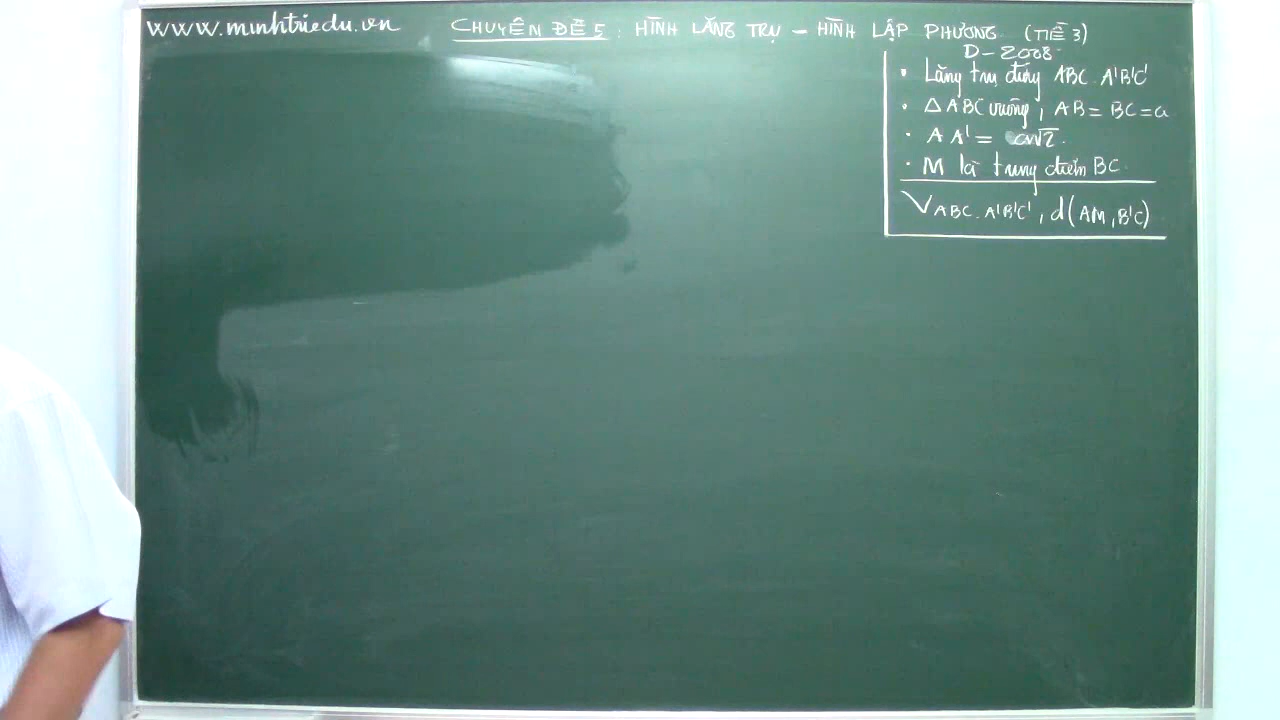 www.minhtriedu.vn
CHUYÊN ĐỀ 5 : HÌNH LĂNG TRỤ – HÌNH LẬP PHƯƠNG (TIẾ 3)
D – 2008
• Lăng trụ đứng ABC.A'B'C'
• Δ ABC vuông, AB = BC = a
• AA' = a√2.
• M là trung điểm BC.
V ABC.A'B'C', d(AM, B'C)